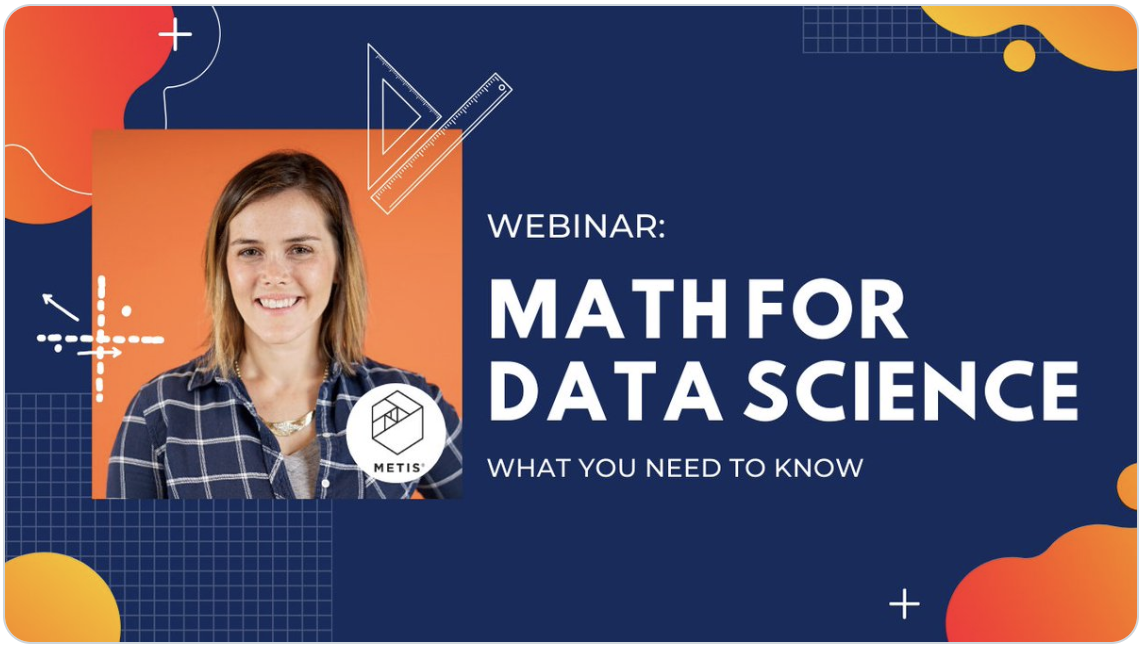 WEBINAR:
MATH FOR
DATA SCIENCE
WHAT YOU NEED TO KNOW
METIS®